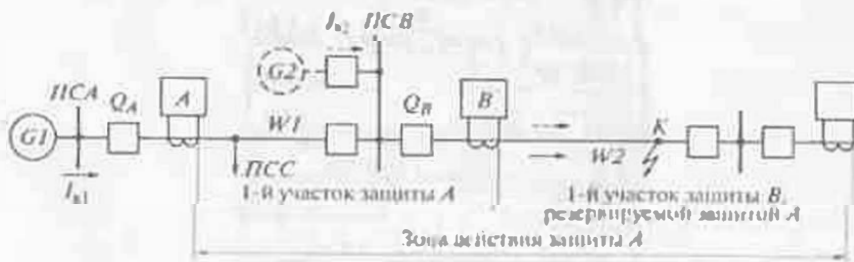 I_к2 ПСВ
G2
ПСА Q_A A Q_B B
G1 W1 K
I_к1 ПСС W2
1-й участок защиты A 1-й участок защиты B,
резервируемой защитой A
Зона действия защиты A